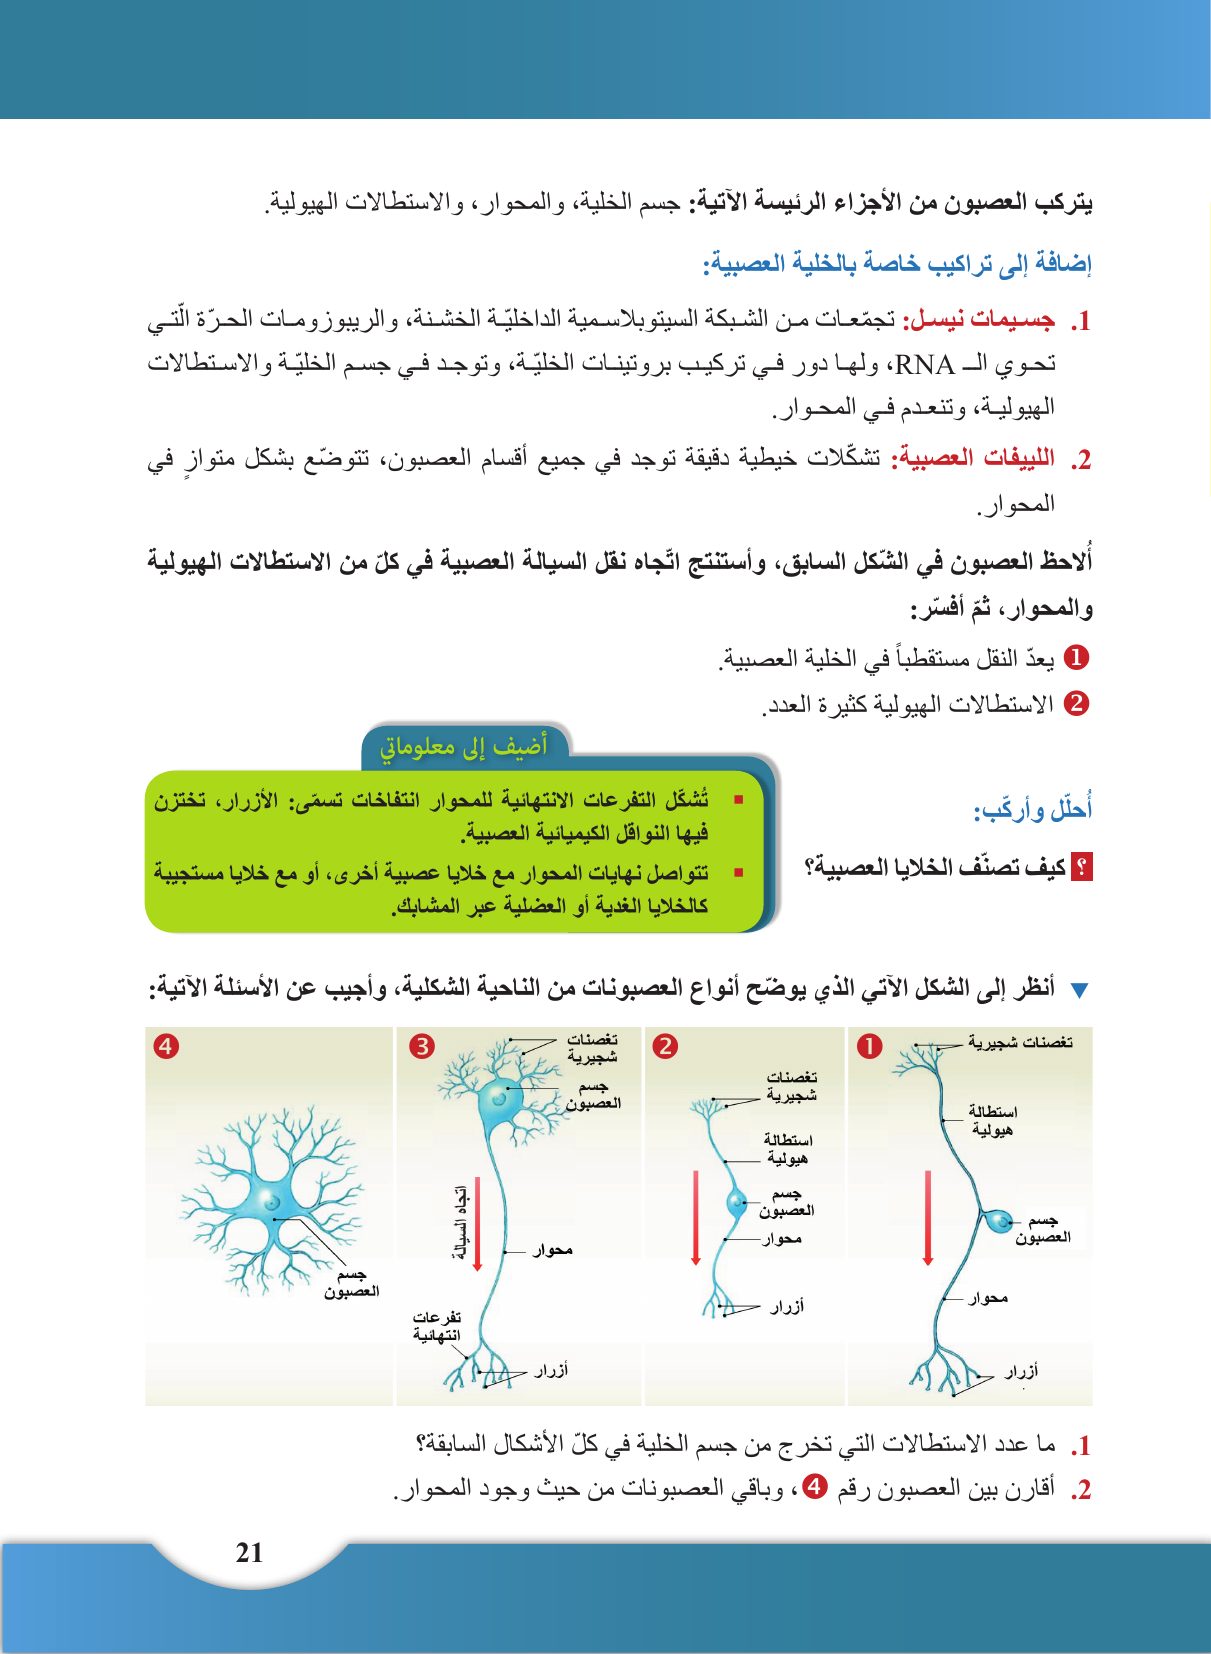 يتركب العصبون من الأجزاء الرئيسة الآتية: جسم الخلية، والمحوار، والاستطالات الهيولية.
إضافة إلى تراكيب خاصة بالخلية العصبية:
1. جسيمات نيسل: تجمّعات من الشبكة السيتوبلاسمية الداخليّة الخشنة، والريبوزومات الحرّة الّتي
تحوي الـ RNA، ولها دور في تركيب بروتينات الخليّة، وتوجد في جسم الخليّة والاستطالات
الهيولية، وتنعدم في المحوار.
2. الليفات العصبية: تشكّلات خيطية دقيقة توجد في جميع أقسام العصبون، تتوضّع بشكل متوازٍ في
المحوار.
أُلاحظ العصبون في الشّكل السابق، وأستنتج اتّجاه نقل السيالة العصبية في كلّ من الاستطالات الهيولية
والمحوار، ثمّ أفسّر:
1 يعدّ النقل مستقطباً في الخلية العصبية.
2 الاستطالات الهيولية كثيرة العدد.
أضيف إلى معلوماتي
▪ تُشكّل التفرعات الانتهائية للمحوار انتفاخات تسمّى: الأزرار، تختزن
فيها النواقل الكيميائية العصبية.
▪ تتواصل نهايات المحوار مع خلايا عصبية أخرى، أو مع خلايا مستجيبة
كالخلايا الغدية أو العضلية عبر المشابك.
أُحلّل وأركّب:
؟ كيف تصنّف الخلايا العصبية؟
▼ أنظر إلى الشكل الآتي الذي يوضّح أنواع العصبونات من الناحية الشكلية، وأجيب عن الأسئلة الآتية:
1
تغصنات شجيرية
استطالة
هيولية
جسم
العصبون
محوار
أزرار
2
تغصنات
شجيرية
استطالة
هيولية
جسم
العصبون
محوار
أزرار
3
تغصنات
شجيرية
جسم
العصبون
اتجاه السيالة
محوار
تفرعات
انتهائية
أزرار
4
جسم
العصبون
1. ما عدد الاستطالات التي تخرج من جسم الخلية في كلّ الأشكال السابقة؟
2. أقارن بين العصبون رقم 4، وباقي العصبونات من حيث وجود المحوار.
21